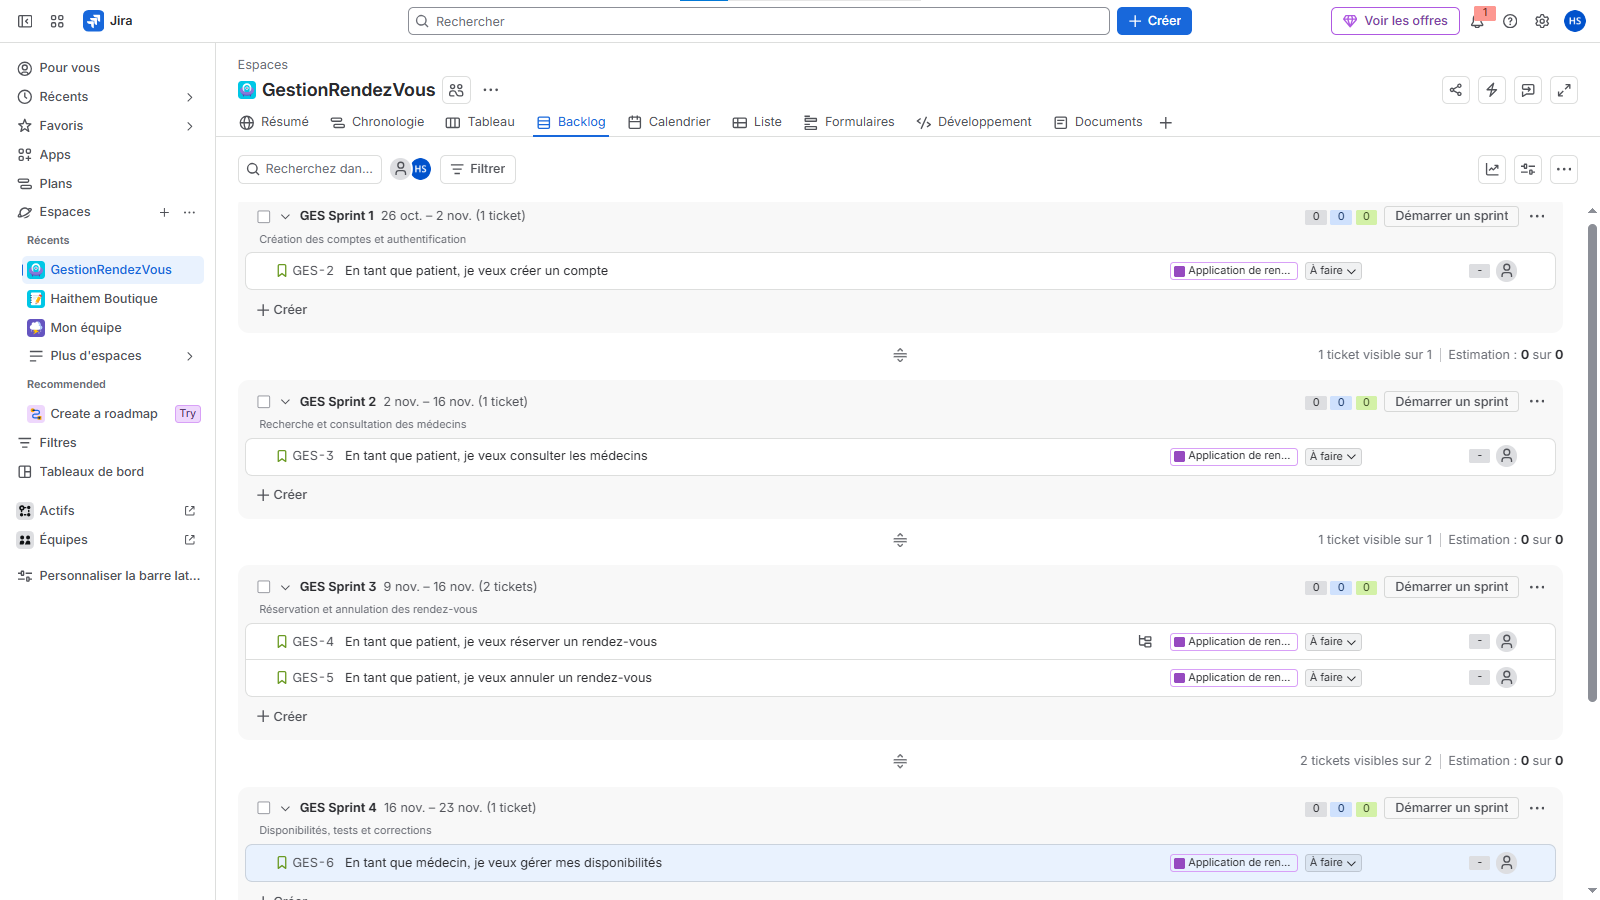 Jira
Rechercher
Créer
Voir les offres
1
HS
Pour vous
Récents
Favoris
Apps
Plans
Espaces
Récents
GestionRendezVous
Haithem Boutique
Mon équipe
Plus d'espaces
Recommended
Create a roadmap
Try
Filtres
Tableaux de bord
Actifs
Équipes
Personnaliser la barre lat...
Espaces
GestionRendezVous
Résumé
Chronologie
Tableau
Backlog
Calendrier
Liste
Formulaires
Développement
Documents
Recherchez dan...
HS
Filtrer
GES Sprint 1 26 oct. – 2 nov. (1 ticket)
0 0 0 Démarrer un sprint
Création des comptes et authentification
GES-2 En tant que patient, je veux créer un compte
Application de ren... À faire -
Créer
1 ticket visible sur 1 Estimation : 0 sur 0
GES Sprint 2 2 nov. – 16 nov. (1 ticket)
0 0 0 Démarrer un sprint
Recherche et consultation des médecins
GES-3 En tant que patient, je veux consulter les médecins
Application de ren... À faire -
Créer
1 ticket visible sur 1 Estimation : 0 sur 0
GES Sprint 3 9 nov. – 16 nov. (2 tickets)
0 0 0 Démarrer un sprint
Réservation et annulation des rendez-vous
GES-4 En tant que patient, je veux réserver un rendez-vous
Application de ren... À faire -
GES-5 En tant que patient, je veux annuler un rendez-vous
Application de ren... À faire -
Créer
2 tickets visibles sur 2 Estimation : 0 sur 0
GES Sprint 4 16 nov. – 23 nov. (1 ticket)
0 0 0 Démarrer un sprint
Disponibilités, tests et corrections
GES-6 En tant que médecin, je veux gérer mes disponibilités
Application de ren... À faire -
Créer